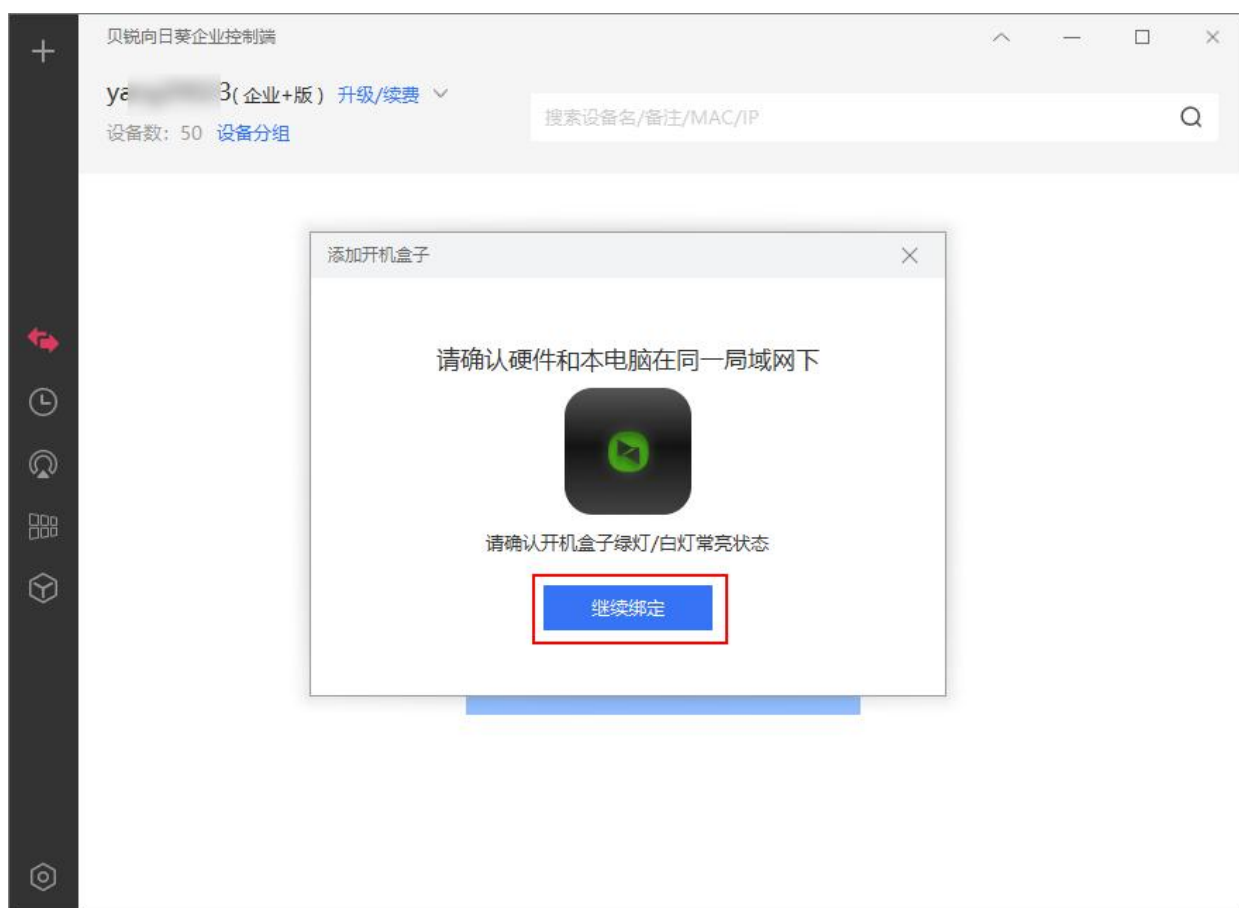 贝锐向日葵企业控制端
3(企业+版) 升级/续费
设备数: 50 设备分组
搜索设备名/备注/MAC/IP
添加开机盒子
请确认硬件和本电脑在同一局域网下
请确认开机盒子绿灯/白灯常亮状态
继续绑定